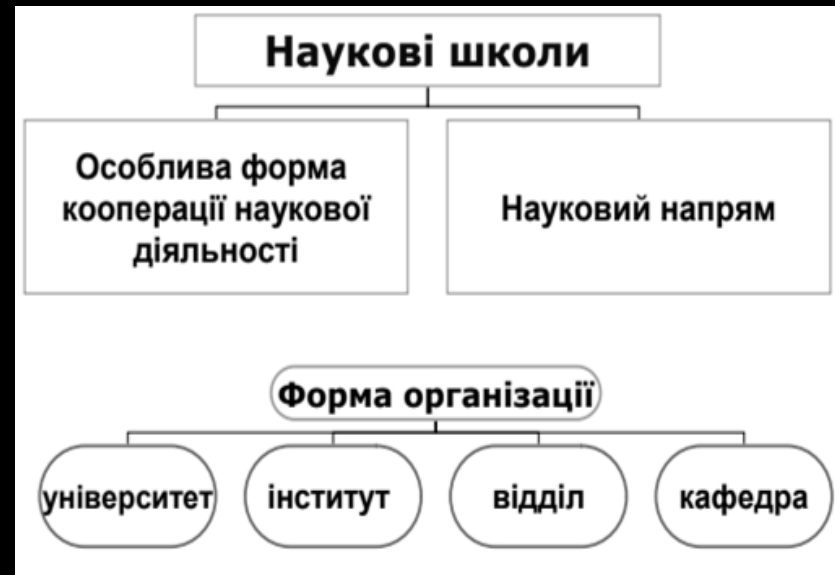 Наукові школи
Особлива форма
кооперації наукової
діяльності
Науковий напрям
Форма організації
університет
інститут
відділ
кафедра